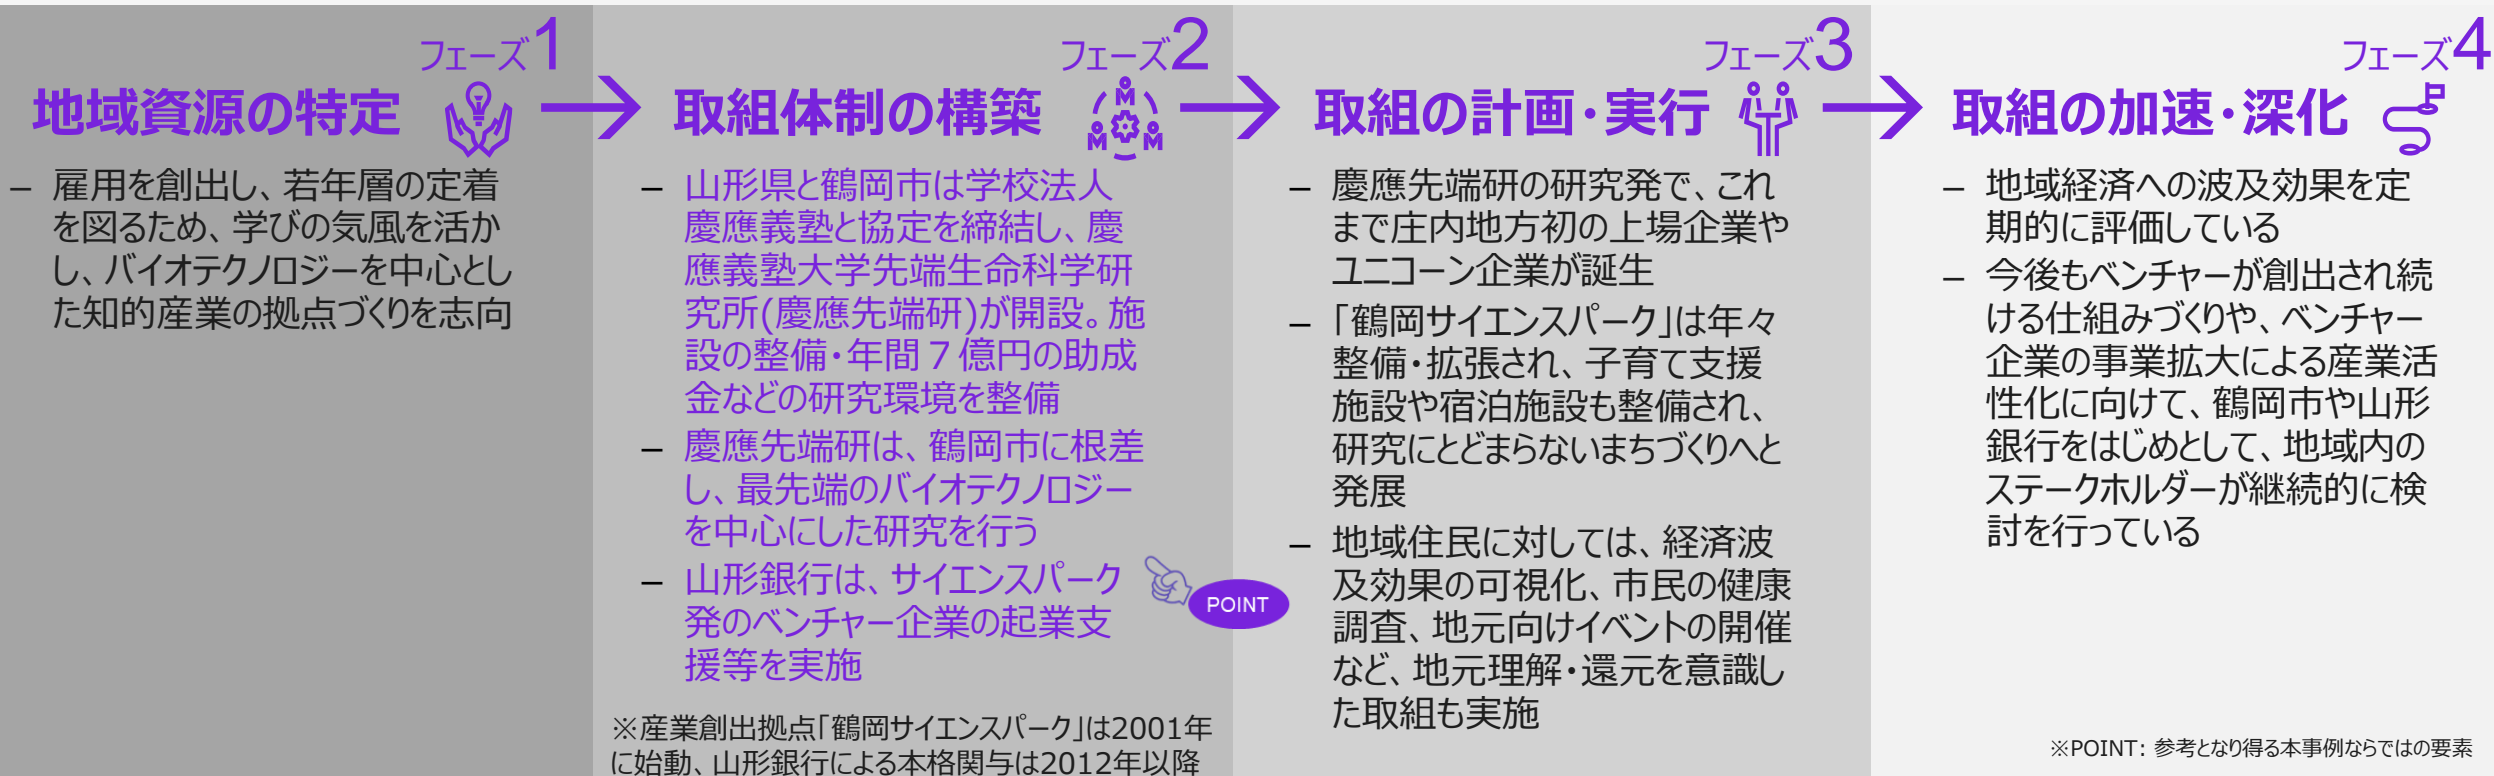 フェーズ1
地域資源の特定
– 雇用を創出し、若年層の定着
を図るため、学びの気風を活か
し、バイオテクノロジーを中心とし
た知的産業の拠点づくりを志向
フェーズ2
取組体制の構築
– 山形県と鶴岡市は学校法人
慶應義塾と協定を締結し、慶
應義塾大学先端生命科学研
究所(慶應先端研)が開設。施
設の整備・年間７億円の助成
金などの研究環境を整備
– 慶應先端研は、鶴岡市に根差
し、最先端のバイオテクノロジー
を中心にした研究を行う
– 山形銀行は、サイエンスパーク
発のベンチャー企業の起業支
援等を実施
POINT
※産業創出拠点「鶴岡サイエンスパーク」は2001年
に始動、山形銀行による本格関与は2012年以降
フェーズ3
取組の計画・実行
– 慶應先端研の研究発で、これ
まで庄内地方初の上場企業や
ユニコーン企業が誕生
– 「鶴岡サイエンスパーク」は年々
整備・拡張され、子育て支援
施設や宿泊施設も整備され、
研究にとどまらないまちづくりへと
発展
– 地域住民に対しては、経済波
及効果の可視化、市民の健康
調査、地元向けイベントの開催
など、地元理解・還元を意識し
た取組も実施
フェーズ4
取組の加速・深化
– 地域経済への波及効果を定
期的に評価している
– 今後もベンチャーが創出され続
ける仕組みづくりや、ベンチャー
企業の事業拡大による産業活
性化に向けて、鶴岡市や山形
銀行をはじめとして、地域内の
ステークホルダーが継続的に検
討を行っている
※POINT: 参考となり得る本事例ならではの要素